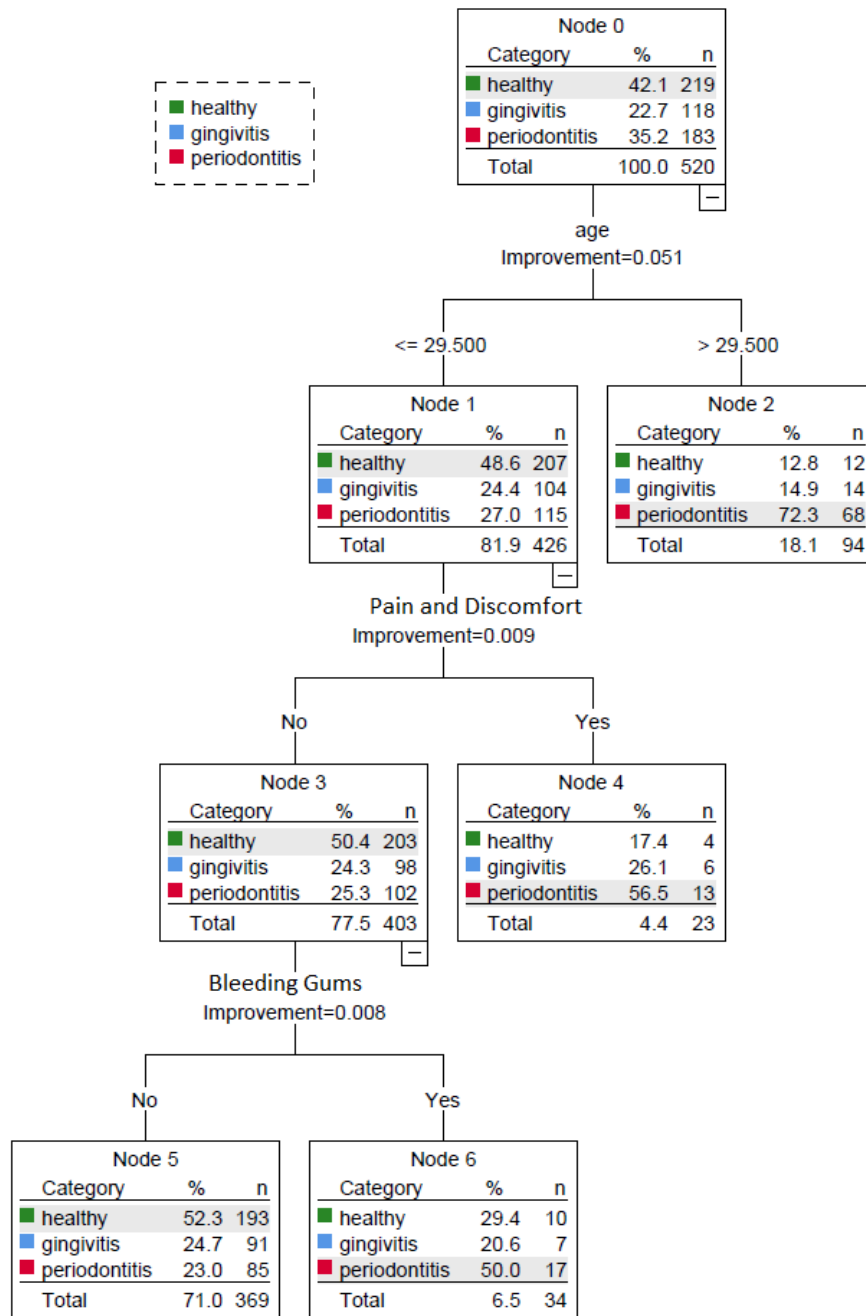 Node 0
Category % n
healthy 42.1 219
gingivitis 22.7 118
periodontitis 35.2 183
Total 100.0 520
healthy
gingivitis
periodontitis
age
Improvement=0.051
<= 29.500
> 29.500
Node 1
Category % n
healthy 48.6 207
gingivitis 24.4 104
periodontitis 27.0 115
Total 81.9 426
Node 2
Category % n
healthy 12.8 12
gingivitis 14.9 14
periodontitis 72.3 68
Total 18.1 94
Pain and Discomfort
Improvement=0.009
No
Yes
Node 3
Category % n
healthy 50.4 203
gingivitis 24.3 98
periodontitis 25.3 102
Total 77.5 403
Node 4
Category % n
healthy 17.4 4
gingivitis 26.1 6
periodontitis 56.5 13
Total 4.4 23
Bleeding Gums
Improvement=0.008
No
Yes
Node 5
Category % n
healthy 52.3 193
gingivitis 24.7 91
periodontitis 23.0 85
Total 71.0 369
Node 6
Category % n
healthy 29.4 10
gingivitis 20.6 7
periodontitis 50.0 17
Total 6.5 34